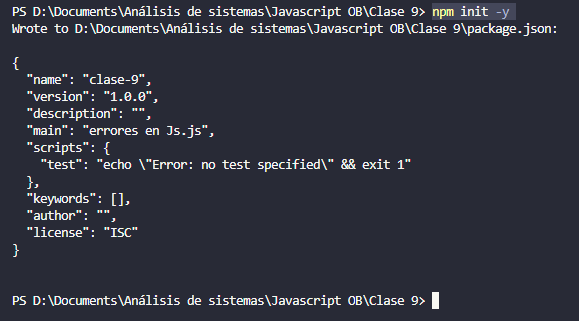 PS D:\Documents\Análisis de sistemas\Javascript OB\Clase 9> npm init -y
Wrote to D:\Documents\Análisis de sistemas\Javascript OB\Clase 9\package.json:
{
  "name": "clase-9",
  "version": "1.0.0",
  "description": "",
  "main": "errores en Js.js",
  "scripts": {
    "test": "echo \"Error: no test specified\" && exit 1"
  },
  "keywords": [],
  "author": "",
  "license": "ISC"
}
PS D:\Documents\Análisis de sistemas\Javascript OB\Clase 9>